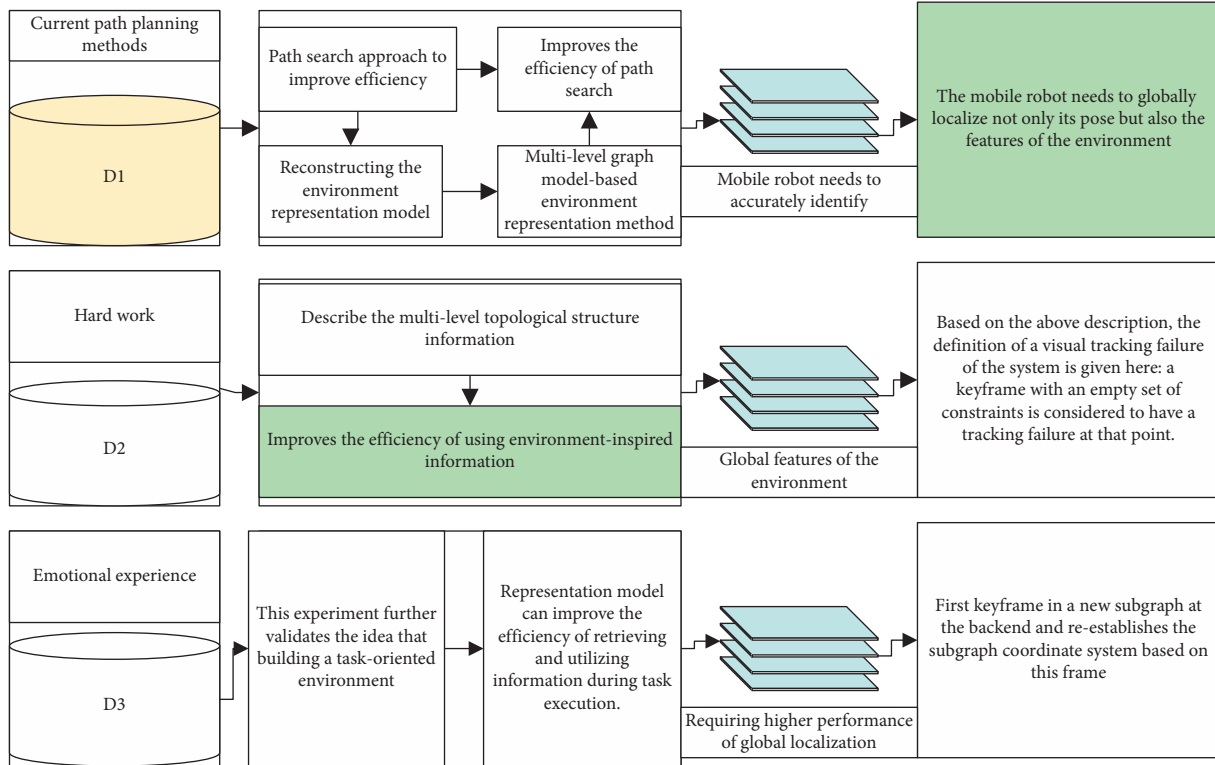 Current path planning
methods
D1
Path search approach to
improve efficiency
Improves the
efficiency of path
search
Reconstructing the
environment
representation model
Multi-level graph
model-based
environment
representation method
Mobile robot needs to
accurately identify
The mobile robot needs to globally
localize not only its pose but also the
features of the environment
Hard work
D2
Describe the multi-level topological structure
information
Improves the efficiency of using environment-inspired
information
Global features of the
environment
Based on the above description, the
definition of a visual tracking failure
of the system is given here: a
keyframe with an empty set of
constraints is considered to have a
tracking failure at that point.
Emotional experience
D3
This experiment further
validates the idea that
building a task-oriented
environment
Representation model
can improve the
efficiency of retrieving
and utilizing
information during task
execution.
Requiring higher performance
of global localization
First keyframe in a new subgraph at
the backend and re-establishes the
subgraph coordinate system based on
this frame